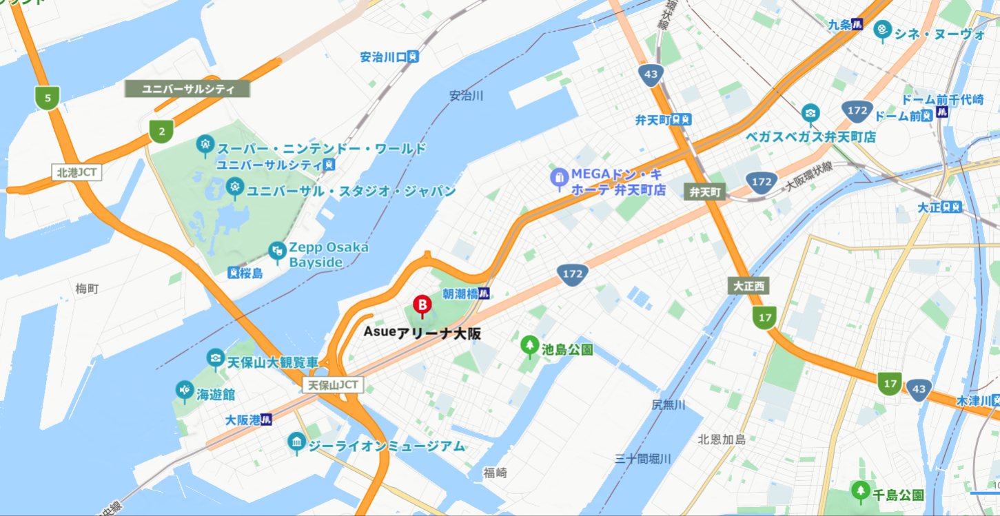 環状線
九条
シネ・ヌーヴォ
安治川口
43
ユニバーサルシティ
5
安治川
ドーム前千代崎
172
ドーム前
弁天町
2
ベガスベガス弁天町店
スーパー・ニンテンドー・ワールド
ユニバーサルシティ
北港JCT
MEGAドン・キ
ホーテ 弁天町店
172
大阪環状線
ユニバーサル・スタジオ・ジャパン
弁天町
大正
Zepp Osaka
Bayside
桜島
172
梅町
大正西
朝潮橋
B
17
Asueアリーナ大阪
池島公園
天保山大観覧車
天保山JCT
17
43
海遊館
木津川
尻無川
大阪港
北恩加島
ジーライオンミュージアム
三十間堀川
福崎
千島公園
央線